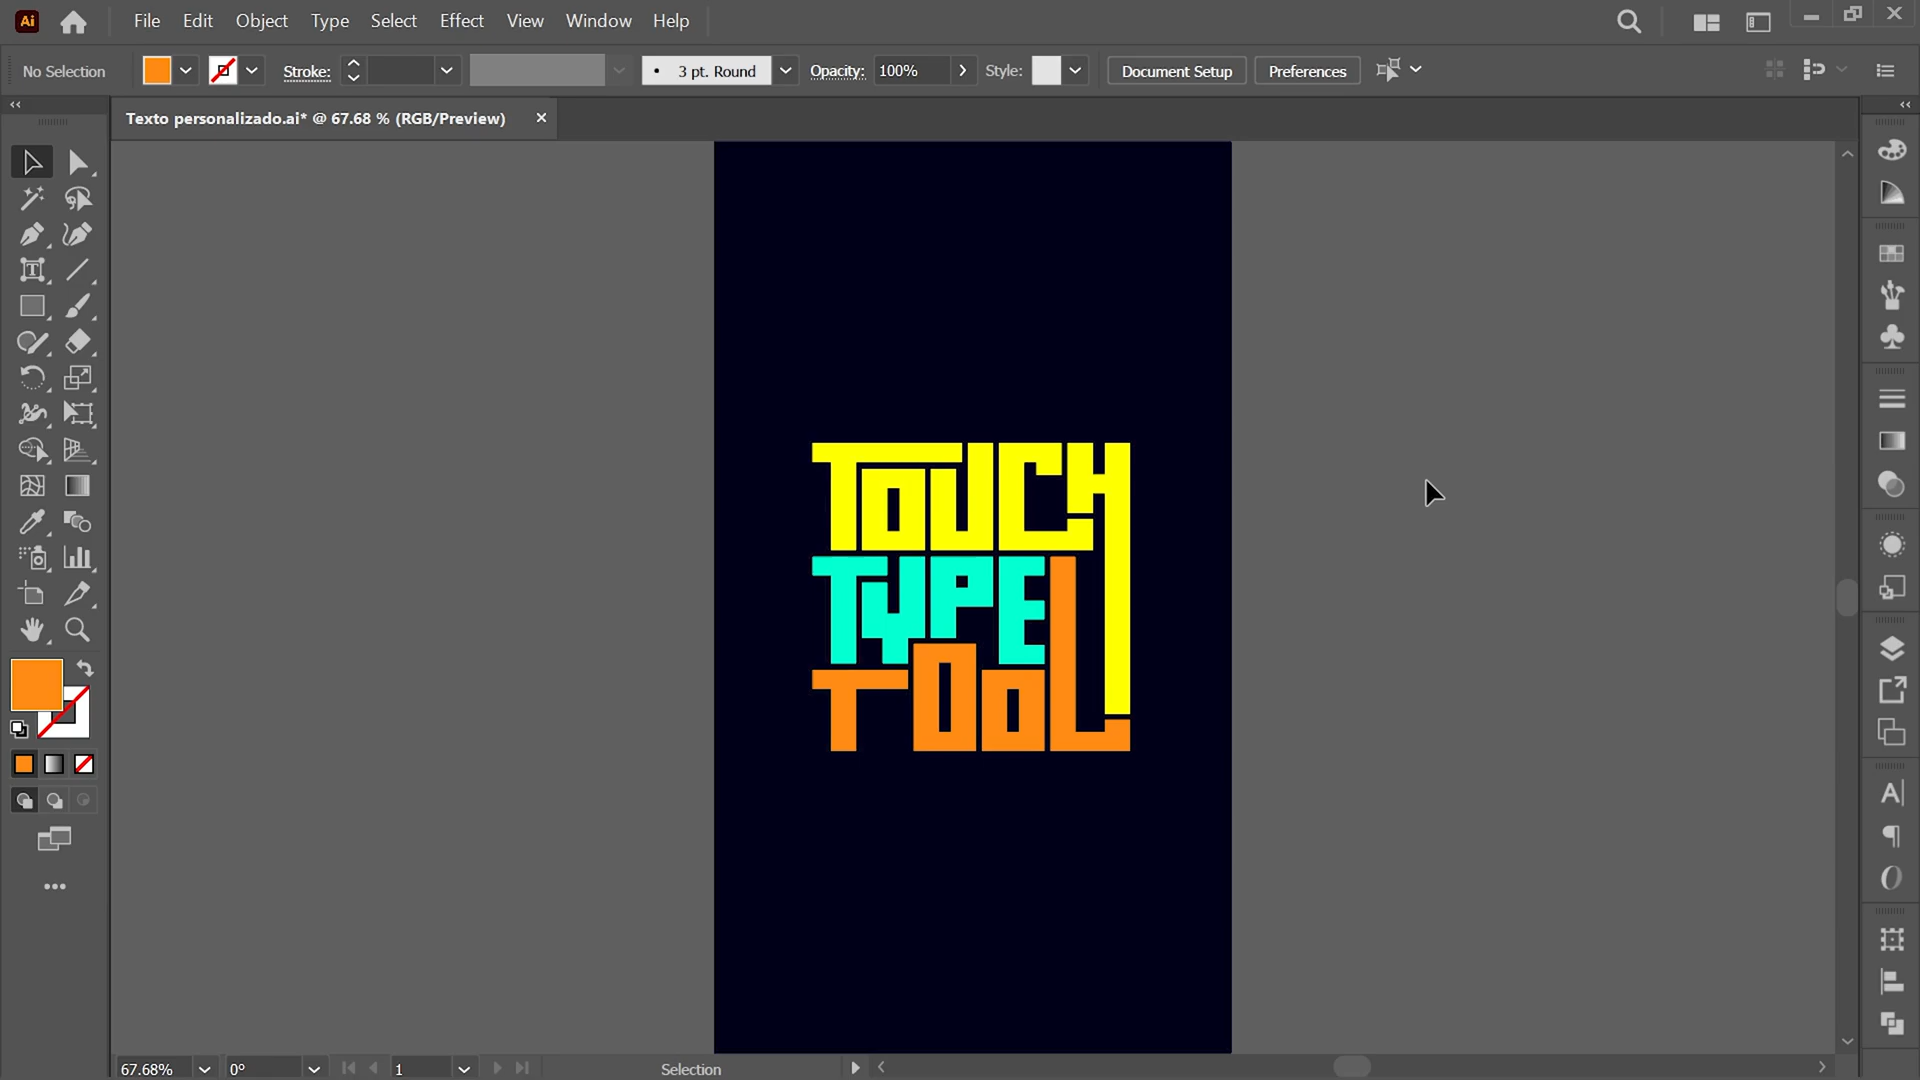 Ai File Edit Object Type Select Effect View Window Help
No Selection Stroke: 3 pt. Round Opacity: 100% Style: Document Setup Preferences
Texto personalizado.ai* @ 67.68 % (RGB/Preview) ×
TOUCH
TYPE
TOOL
67.68% 0° 1 Selection